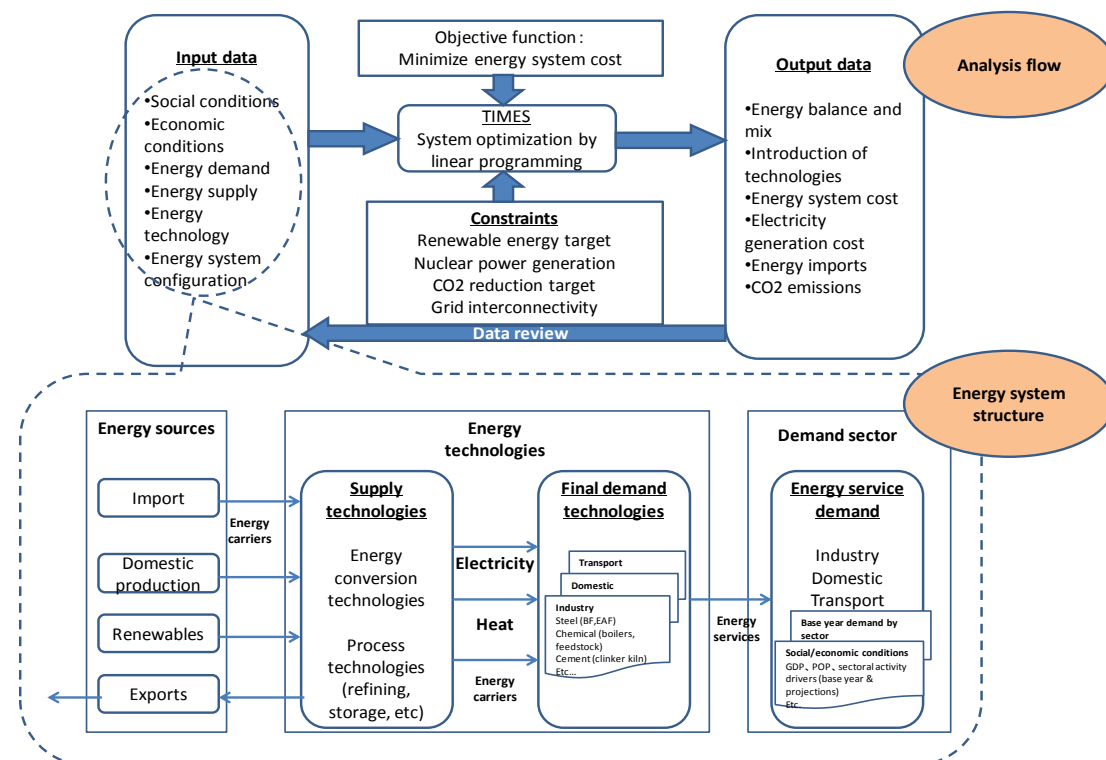 Input data
•Social conditions
•Economic
conditions
•Energy demand
•Energy supply
•Energy
technology
•Energy system
configuration
Objective function：
Minimize energy system cost
TIMES
System optimization by
linear programming
Constraints
Renewable energy target
Nuclear power generation
CO2 reduction target
Grid interconnectivity
Data review
Output data
•Energy balance and
mix
•Introduction of
technologies
•Energy system cost
•Electricity
generation cost
•Energy imports
•CO2 emissions
Analysis flow
Energy system
structure
Energy sources
Import
Domestic
production
Renewables
Exports
Energy
carriers
Energy
technologies
Supply
technologies
Energy
conversion
technologies
Process
technologies
(refining,
storage, etc)
Electricity
Heat
Energy
carriers
Final demand
technologies
Transport
Domestic
Industry
Steel (BF,EAF)
Chemical (boilers,
feedstock)
Cement (clinker kiln)
Etc…
Energy
services
Demand sector
Energy service
demand
Industry
Domestic
Transport
Base year demand by
sector
Social/economic conditions
GDP、POP、sectoral activity
drivers (base year &
projections)
Etc.